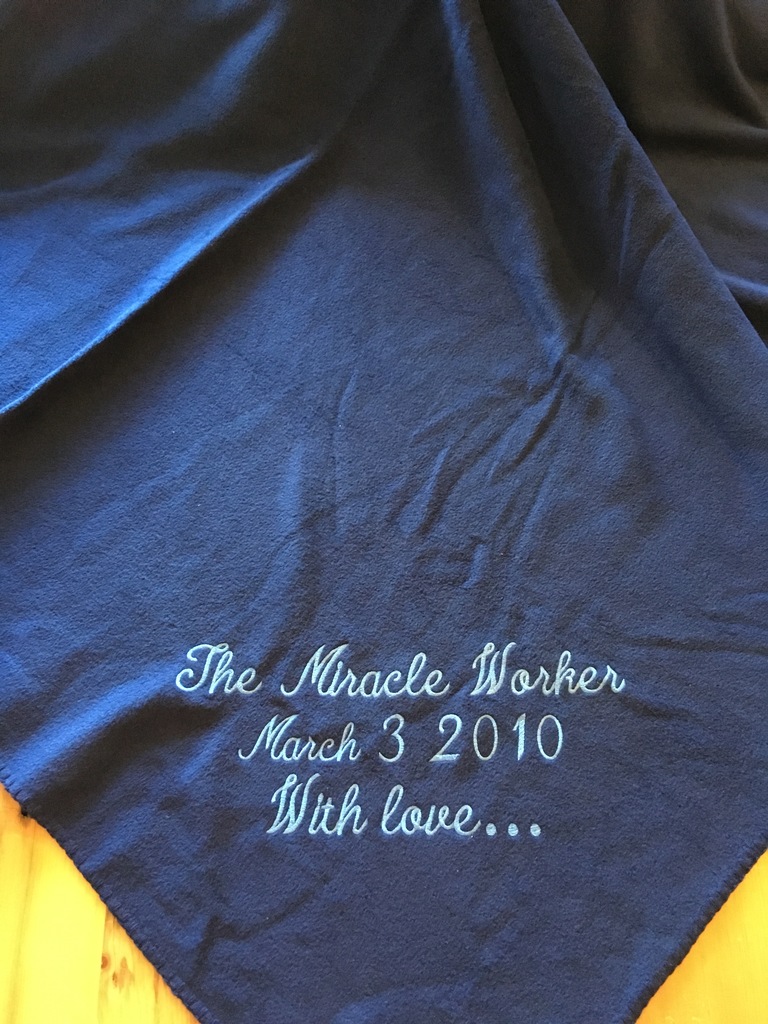 The Miracle Worker
March 3 2010
With love...